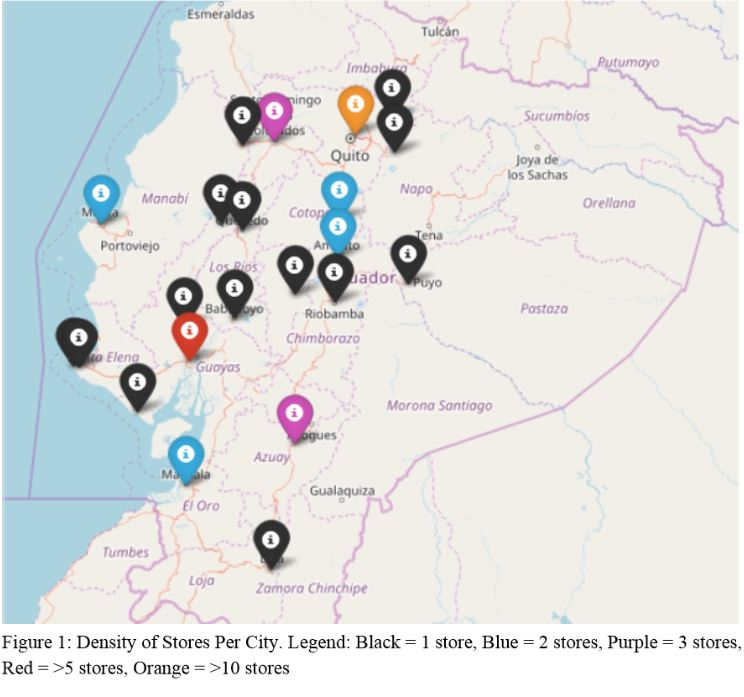 Esmeraldas
Tulcán
Putumayo
Imbabura
Sucumbíos
Quito
Joya de
los Sachas
Manabí
Napo
Orellana
Portoviejo
Tena
Los Ríos
Puyo
Riobamba
Pastaza
Chimborazo
Guayas
Morona Santiago
Azuay
Gualaquiza
El Oro
Tumbes
Loja
Zamora Chinchipe
Figure 1: Density of Stores Per City. Legend: Black = 1 store, Blue = 2 stores, Purple = 3 stores,
Red = >5 stores, Orange = >10 stores